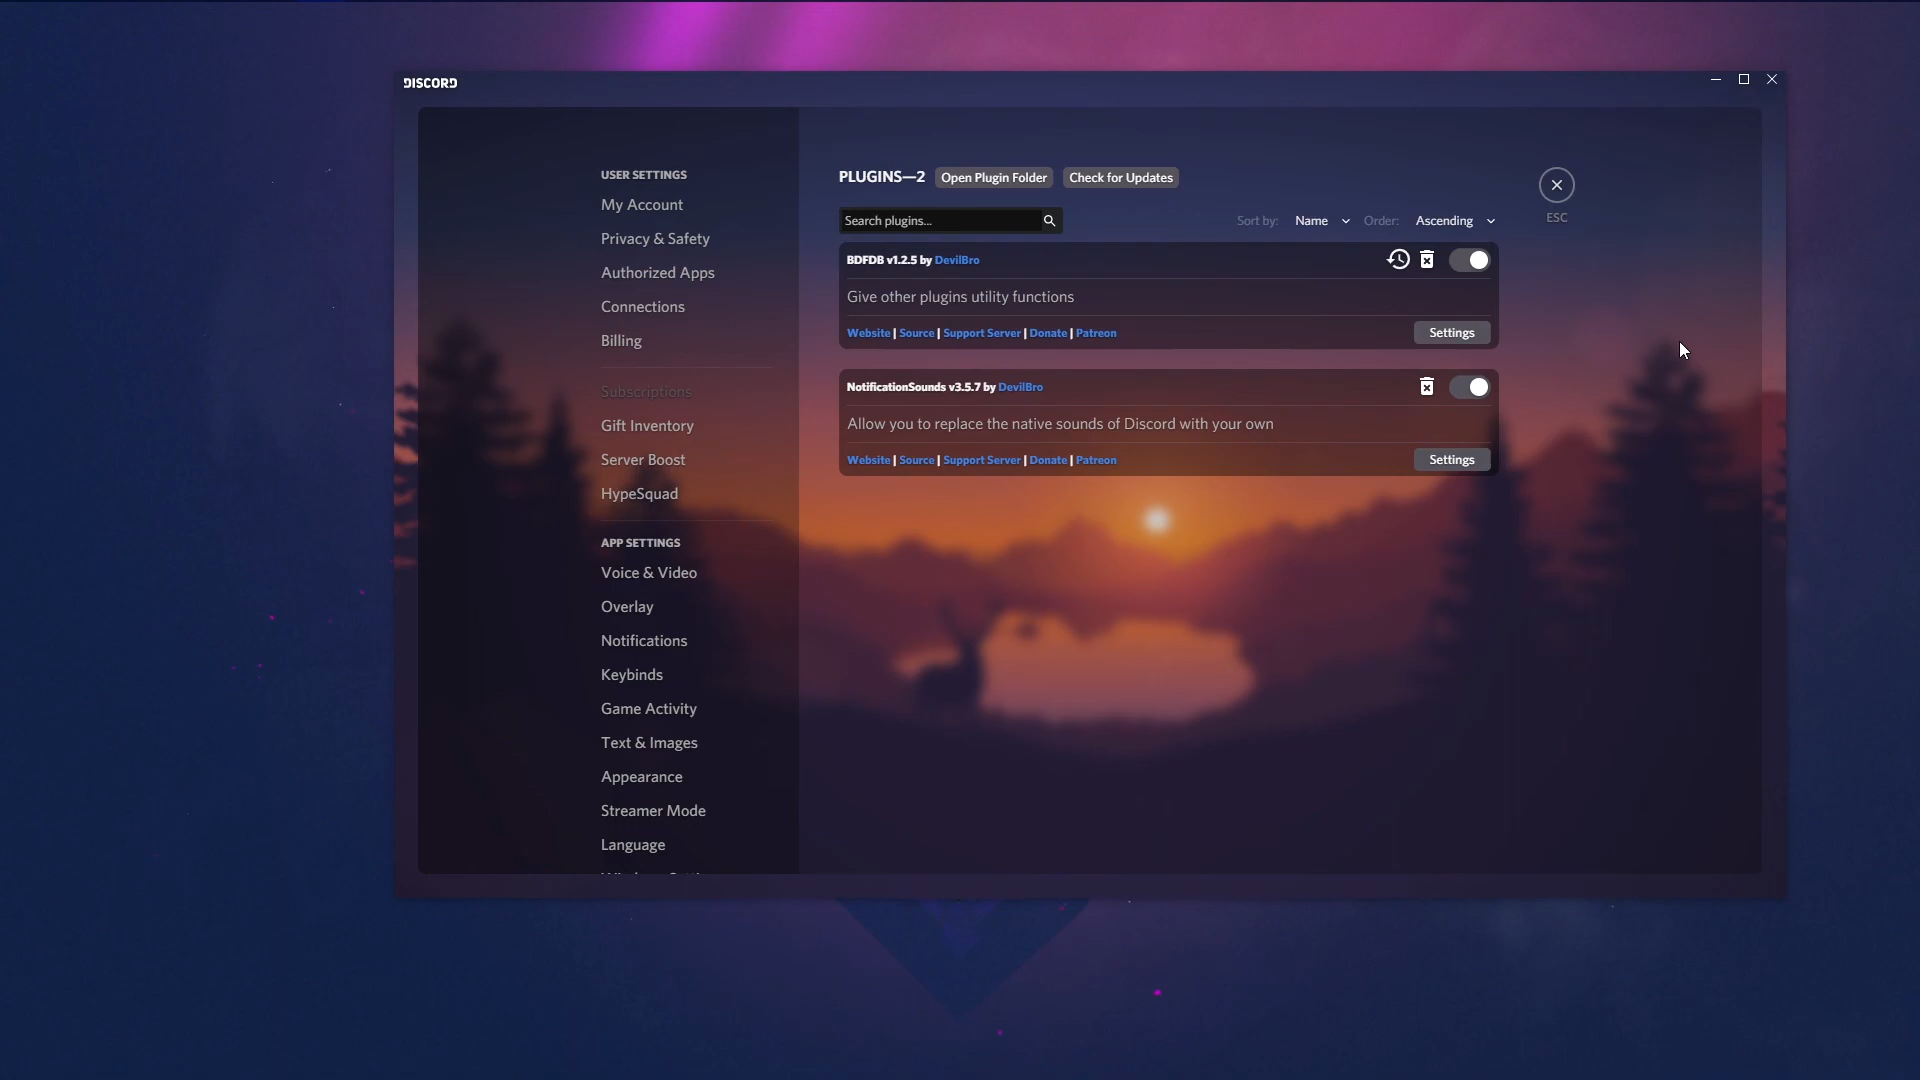 DISCORD
USER SETTINGS
My Account
Privacy & Safety
Authorized Apps
Connections
Billing
Subscriptions
Gift Inventory
Server Boost
HypeSquad
APP SETTINGS
Voice & Video
Overlay
Notifications
Keybinds
Game Activity
Text & Images
Appearance
Streamer Mode
Language
PLUGINS—2 Open Plugin Folder Check for Updates
Search plugins... Sort by: Name Order: Ascending
ESC
BDFDB v1.2.5 by DevilBro
Give other plugins utility functions
Website | Source | Support Server | Donate | Patreon Settings
NotificationSounds v3.5.7 by DevilBro
Allow you to replace the native sounds of Discord with your own
Website | Source | Support Server | Donate | Patreon Settings